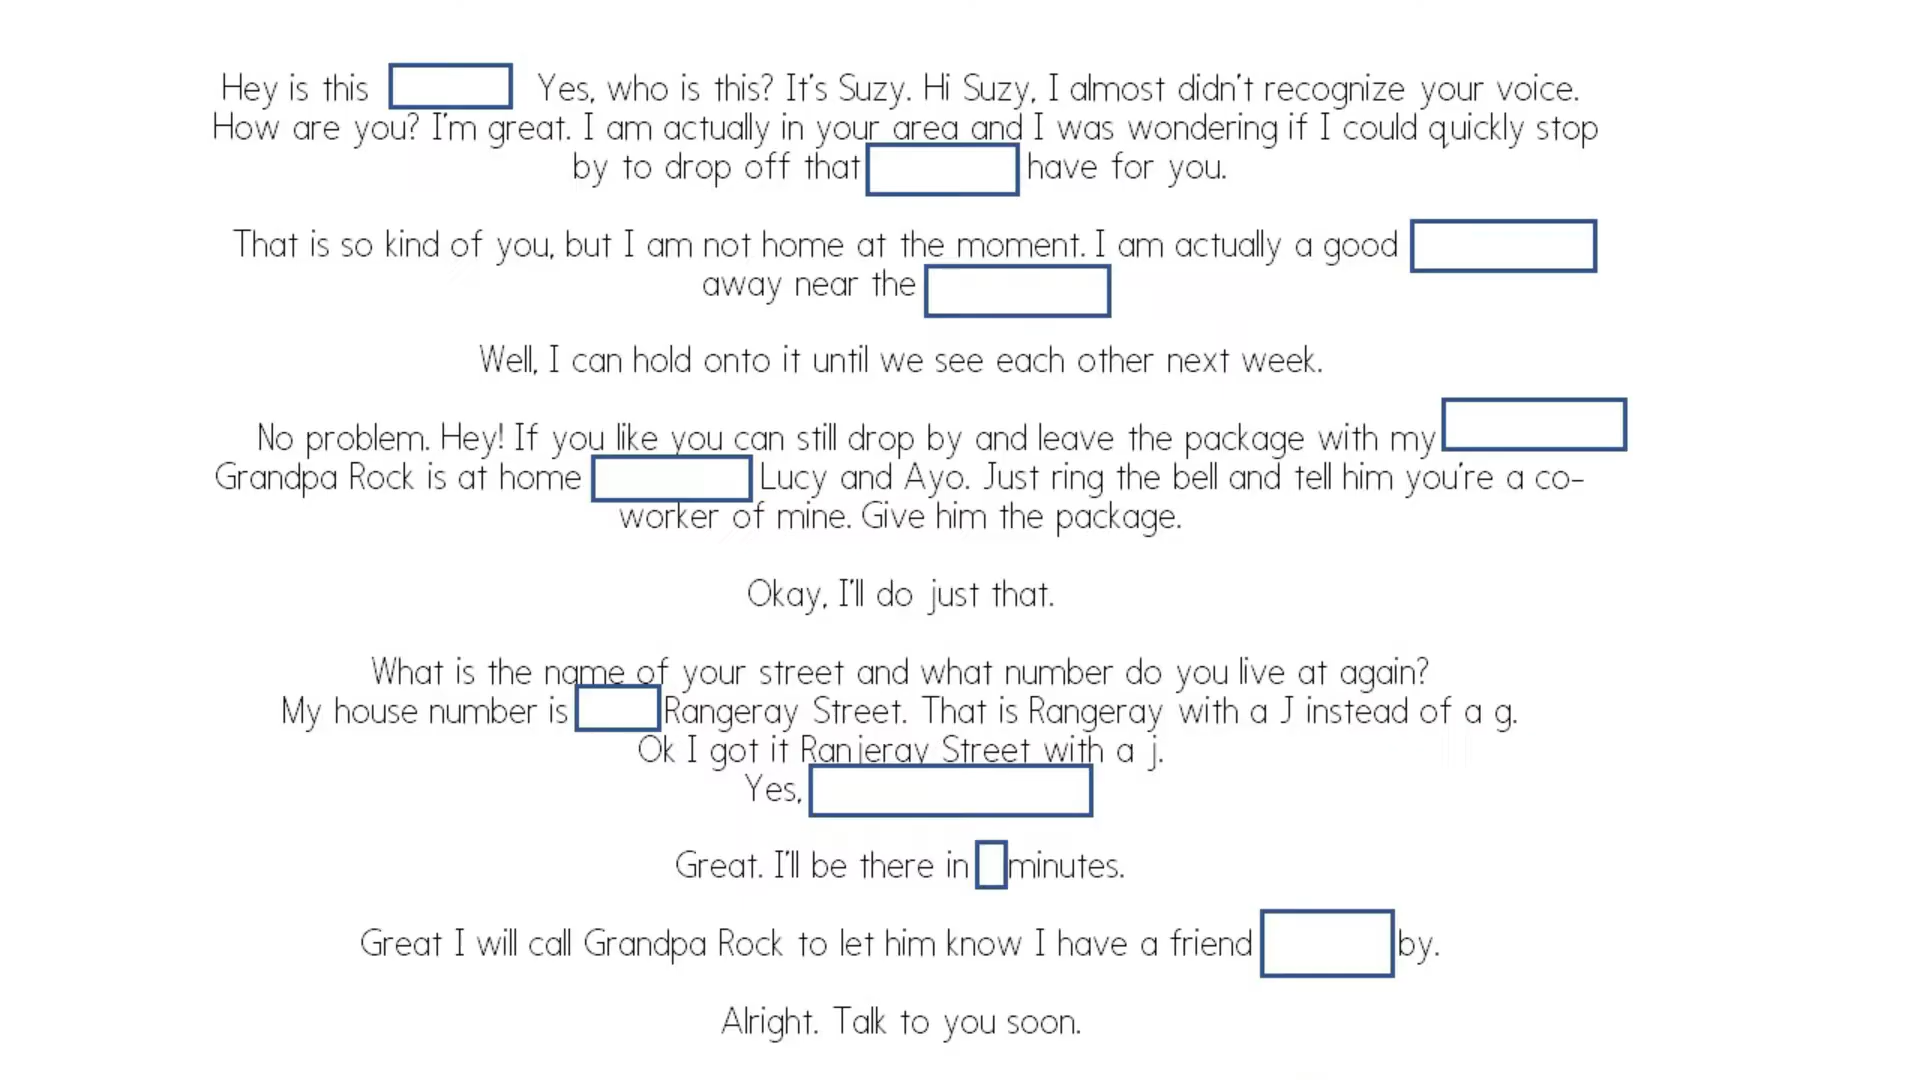 Hey is this Yes, who is this? It's Suzy. Hi Suzy, I almost didn't recognize your voice.
How are you? I'm great. I am actually in your area and I was wondering if I could quickly stop
by to drop off that have for you.
That is so kind of you, but I am not home at the moment. I am actually a good
away near the
Well, I can hold onto it until we see each other next week.
No problem. Hey! If you like you can still drop by and leave the package with my
Grandpa Rock is at home Lucy and Ayo. Just ring the bell and tell him you're a co-
worker of mine. Give him the package.
Okay, I'll do just that.
What is the name of your street and what number do you live at again?
My house number is Rangeray Street. That is Rangeray with a J instead of a g.
Ok I got it Ranjeray Street with a j.
Yes,
Great. I'll be there in minutes.
Great I will call Grandpa Rock to let him know I have a friend by.
Alright. Talk to you soon.